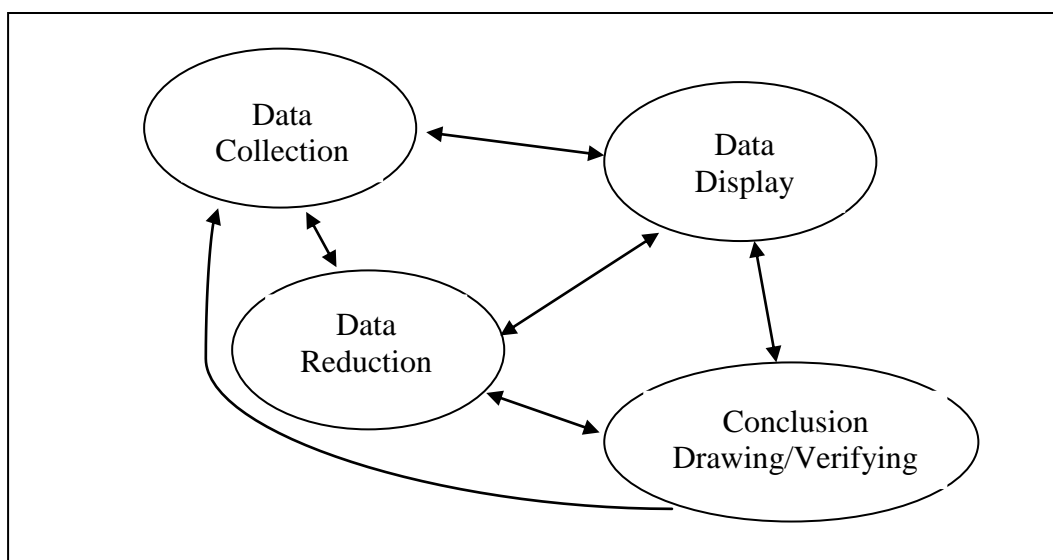 Data
Collection
Data
Display
Data
Reduction
Conclusion
Drawing/Verifying